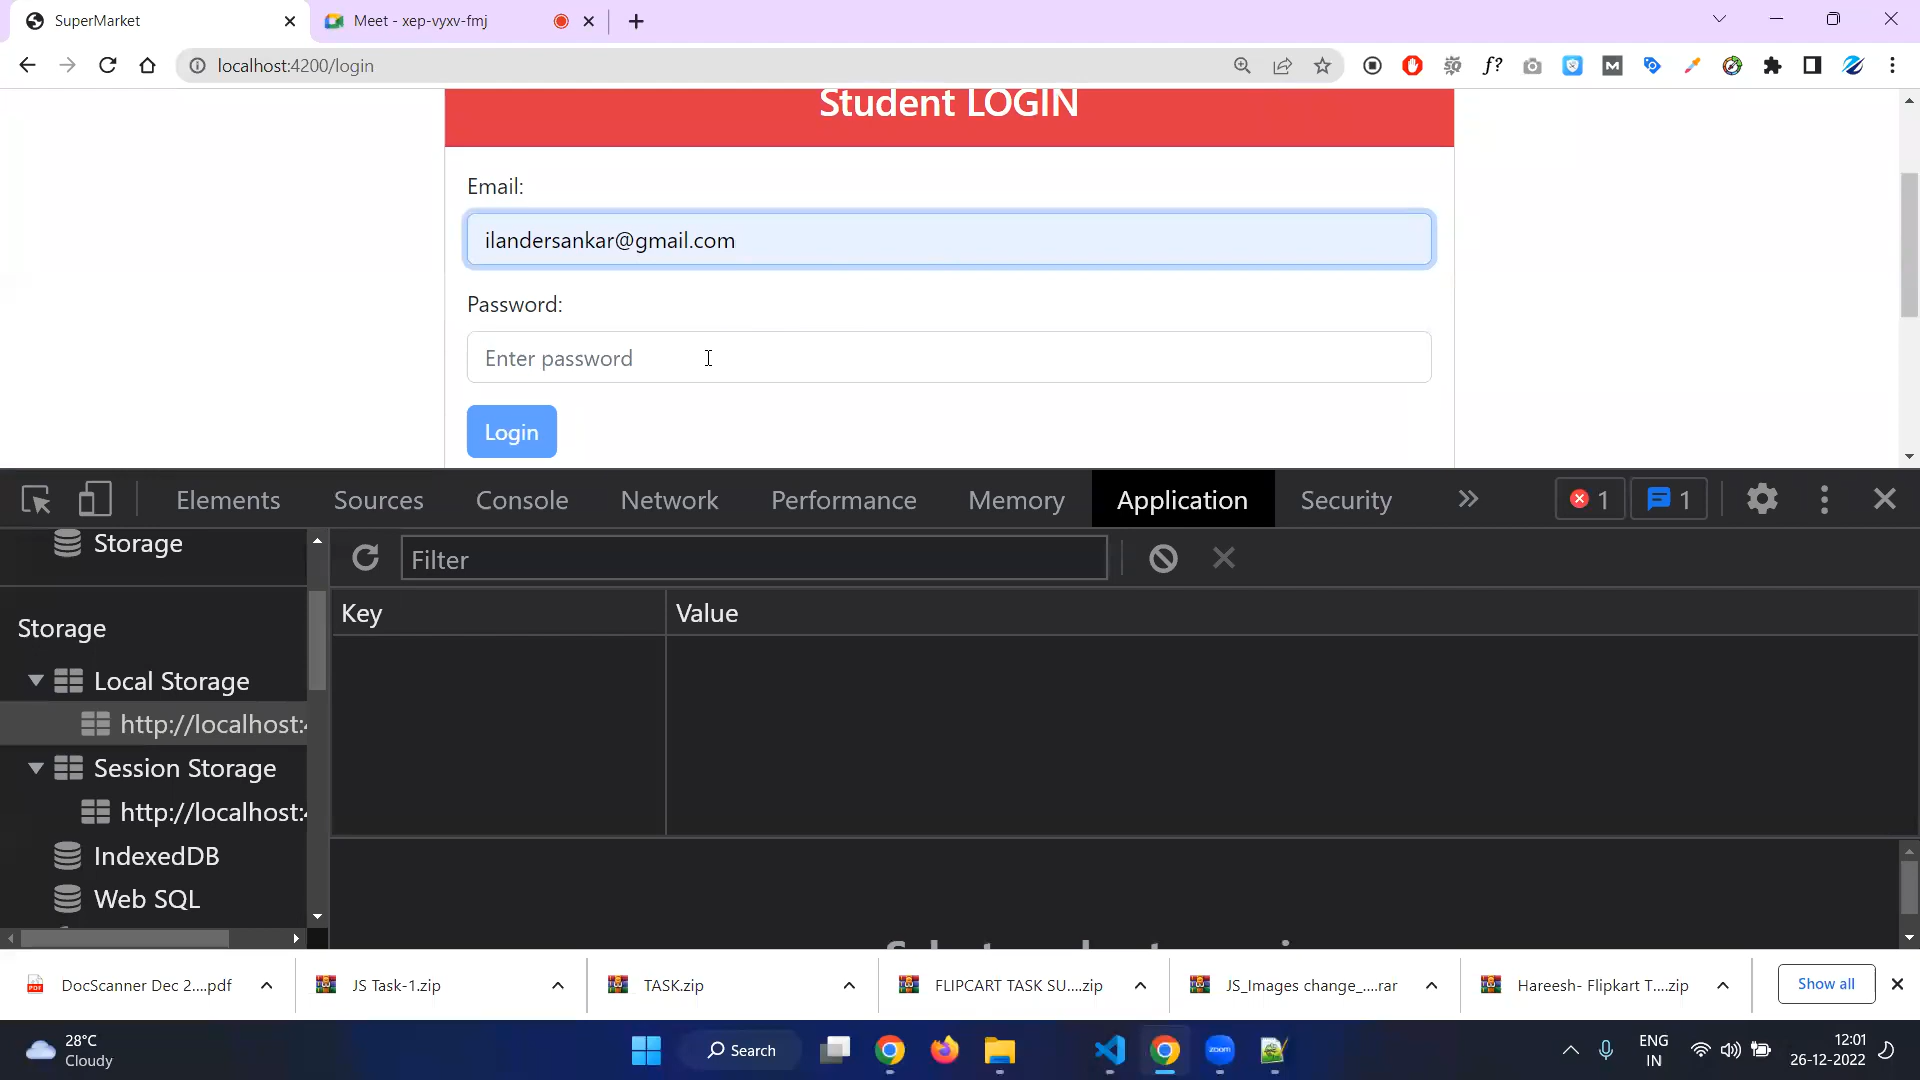 SuperMarket
Meet - xep-vyxv-fmj
localhost:4200/login
Student LOGIN
Email:
ilandersankar@gmail.com
Password:
Enter password
Login
Elements
Sources
Console
Network
Performance
Memory
Application
Security
1
1
Storage
Filter
Key
Value
Storage
Local Storage
http://localhost:
Session Storage
http://localhost:
IndexedDB
Web SQL
DocScanner Dec 2....pdf
JS Task-1.zip
TASK.zip
FLIPCART TASK SU....zip
JS_Images change_....rar
Hareesh- Flipkart T....zip
Show all
28°C
Cloudy
Search
zoom
ENG
IN
12:01
26-12-2022